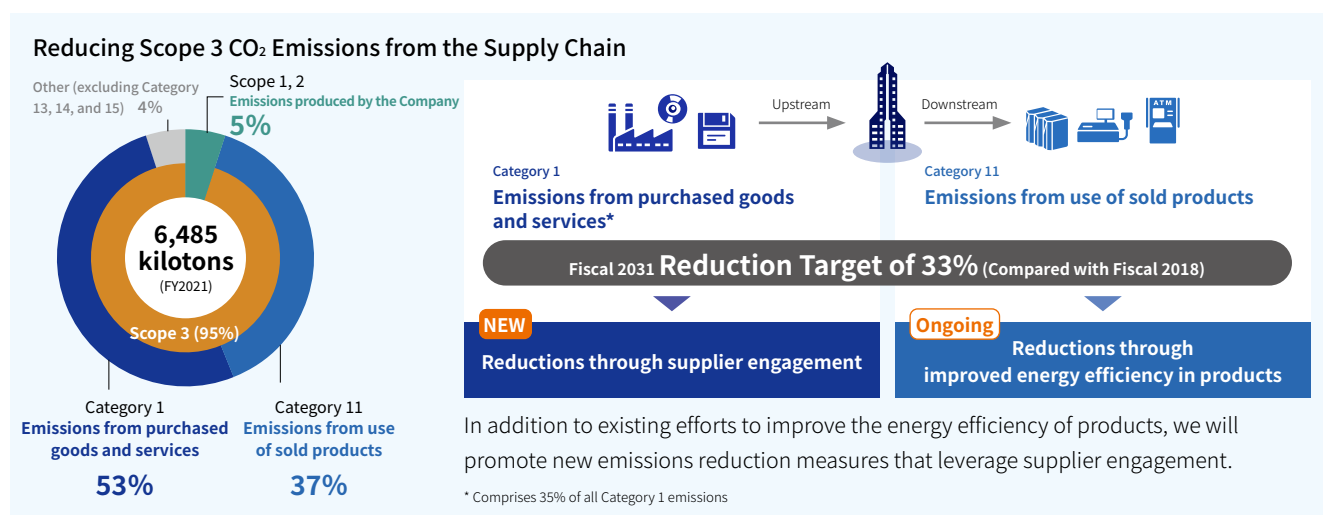 Reducing Scope 3 CO₂ Emissions from the Supply Chain
Other (excluding Category
13, 14, and 15) 4%
Scope 1, 2
Emissions produced by the Company
5%
6,485
kilotons
(FY2021)
Scope 3 (95%)
Category 1
Emissions from purchased
goods and services
53%
Category 11
Emissions from use
of sold products
37%
Upstream
Downstream
ATM
Category 1
Emissions from purchased goods
and services*
Category 11
Emissions from use of sold products
Fiscal 2031 Reduction Target of 33% (Compared with Fiscal 2018)
NEW
Reductions through supplier engagement
Ongoing
Reductions through
improved energy efficiency in products
In addition to existing efforts to improve the energy efficiency of products, we will
promote new emissions reduction measures that leverage supplier engagement.
* Comprises 35% of all Category 1 emissions